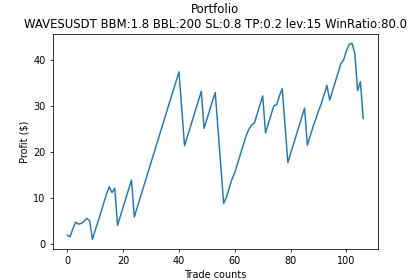 Portfolio
WAVESUSDT BBM:1.8 BBL:200 SL:0.8 TP:0.2 lev:15 WinRatio:80.0
Profit ($)
40
30
20
10
0
0 20 40 60 80 100
Trade counts